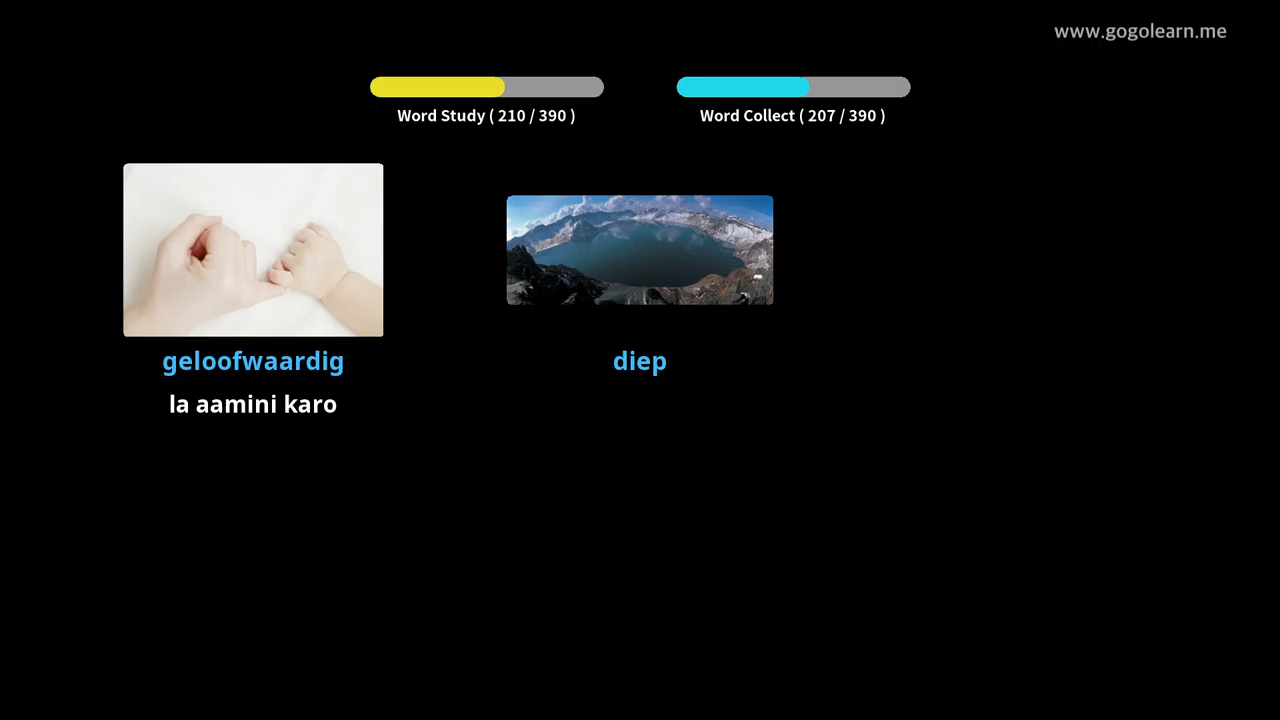 www.gogolearn.me
Word Study ( 210 / 390 )
Word Collect ( 207 / 390 )
geloofwaardig
diep
la aamini karo